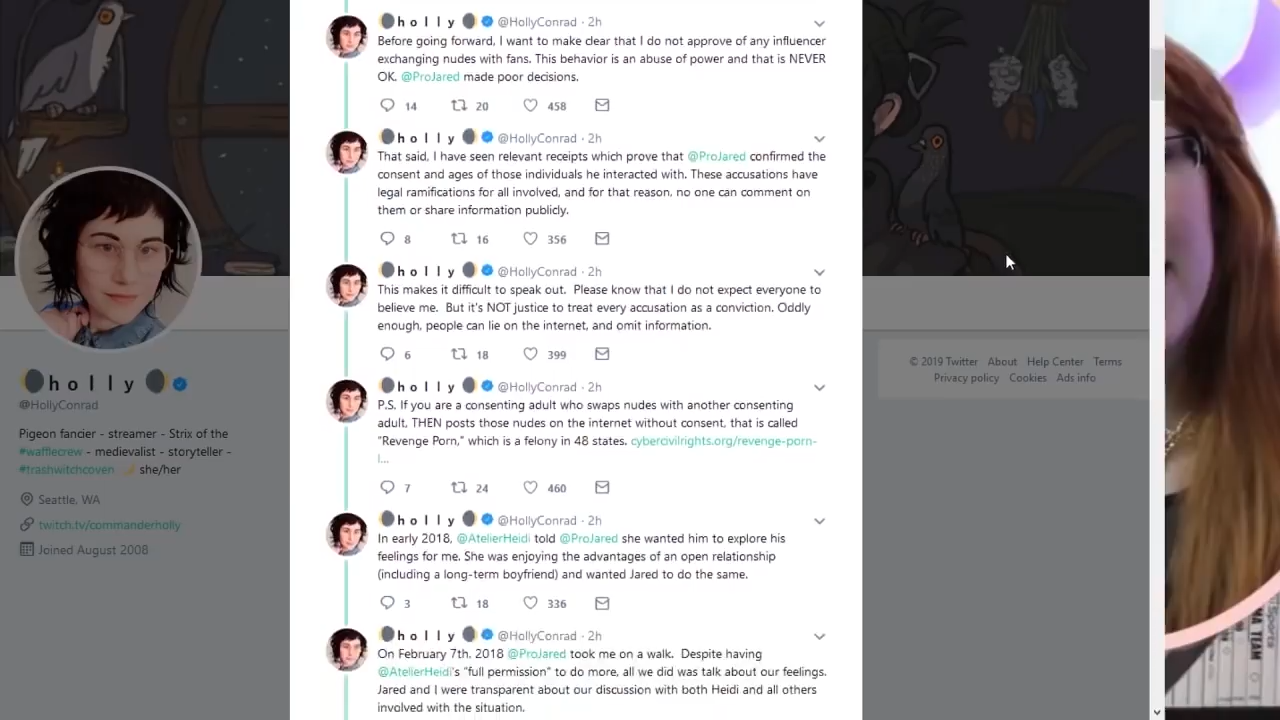 h o l l y @HollyConrad · 2h
Before going forward, I want to make clear that I do not approve of any influencer
exchanging nudes with fans. This behavior is an abuse of power and that is NEVER
OK. @ProJared made poor decisions.
14 20 458
h o l l y @HollyConrad · 2h
That said, I have seen relevant receipts which prove that @ProJared confirmed the
consent and ages of those individuals he interacted with. These accusations have
legal ramifications for all involved, and for that reason, no one can comment on
them or share information publicly.
8 16 356
h o l l y @HollyConrad · 2h
This makes it difficult to speak out. Please know that I do not expect everyone to
believe me. But it's NOT justice to treat every accusation as a conviction. Oddly
enough, people can lie on the internet, and omit information.
6 18 399
h o l l y @HollyConrad · 2h
P.S. If you are a consenting adult who swaps nudes with another consenting
adult, THEN posts those nudes on the internet without consent, that is called
"Revenge Porn," which is a felony in 48 states. cybercivilrights.org/revenge-porn-
l...
7 24 460
h o l l y @HollyConrad · 2h
In early 2018, @AtelierHeidi told @ProJared she wanted him to explore his
feelings for me. She was enjoying the advantages of an open relationship
(including a long-term boyfriend) and wanted Jared to do the same.
3 18 336
h o l l y @HollyConrad · 2h
On February 7th, 2018 @ProJared took me on a walk. Despite having
@AtelierHeidi's "full permission" to do more, all we did was talk about our feelings.
Jared and I were transparent about our discussion with both Heidi and all others
involved with the situation.
h o l l y
@HollyConrad
Pigeon fancier - streamer - Strix of the
#wafflecrew - medievalist - storyteller -
#trashwitchcoven she/her
Seattle, WA
twitch.tv/commanderholly
Joined August 2008
© 2019 Twitter About Help Center Terms
Privacy policy Cookies Ads info